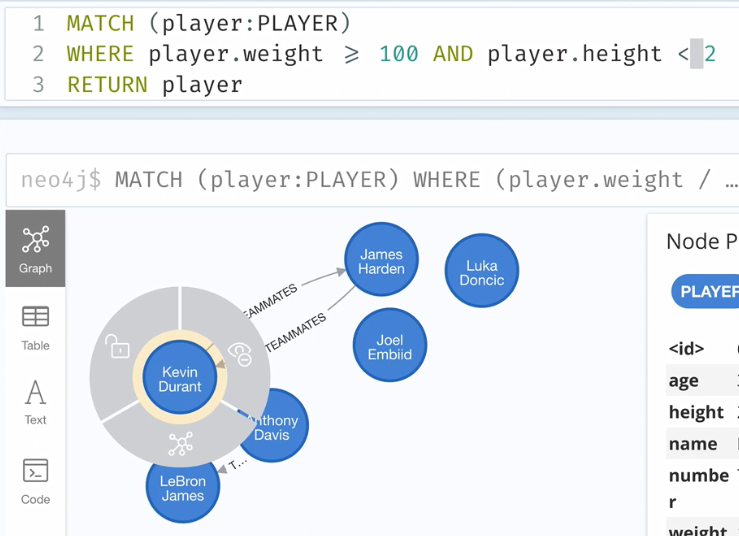 1 MATCH (player:PLAYER)
2 WHERE player.weight ≥ 100 AND player.height < 2
3 RETURN player
neo4j$ MATCH (player:PLAYER) WHERE (player.weight / …
Graph
Table
Text
Code
James
Harden
Luka
Doncic
TEAMMATES
Joel
Embiid
Kevin
Durant
Anthony
Davis
T…
LeBron
James
Node P
PLAYER
<id>
age
height
name
numbe
r
weight